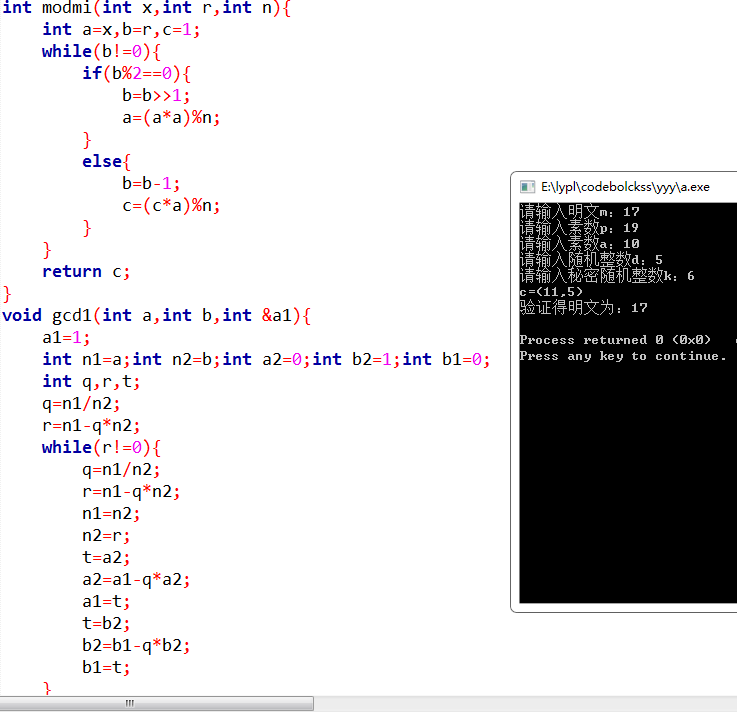 int modmi(int x,int r,int n){
    int a=x,b=r,c=1;
    while(b!=0){
        if(b%2==0){
            b=b>>1;
            a=(a*a)%n;
        }
        else{
            b=b-1;
            c=(c*a)%n;
        }
    }
    return c;
}
void gcd1(int a,int b,int &a1){
    a1=1;
    int n1=a;int n2=b;int a2=0;int b2=1;int b1=0;
    int q,r,t;
    q=n1/n2;
    r=n1-q*n2;
    while(r!=0){
        q=n1/n2;
        r=n1-q*n2;
        n1=n2;
        n2=r;
        t=a2;
        a2=a1-q*a2;
        a1=t;
        t=b2;
        b2=b1-q*b2;
        b1=t;
    }
E:\lypl\codebolckss\yyy\a.exe
请输入明文m：17
请输入素数p：19
请输入素数a：10
请输入随机整数d：5
请输入秘密随机整数k：6
c=(11,5)
验证得明文为：17
Process returned 0 (0x0)
Press any key to continue.